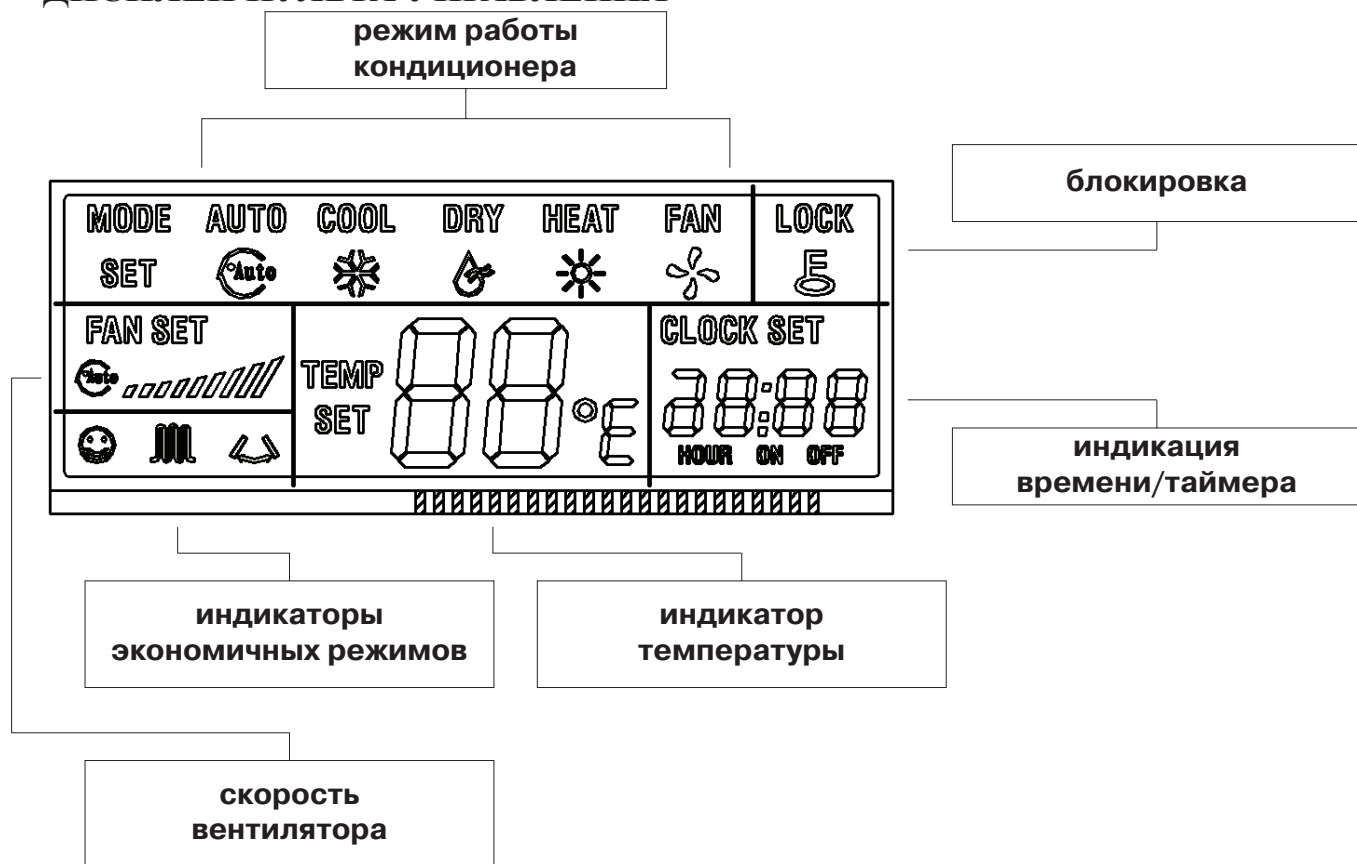 режим работы
кондиционера
блокировка
MODE AUTO COOL DRY HEAT FAN LOCK
SET Auto
FAN SET
Auto
TEMP
SET
88°E
CLOCK SET
28:88
HOUR ON OFF
индикация
времени/таймера
индикаторы
экономичных режимов
индикатор
температуры
скорость
вентилятора